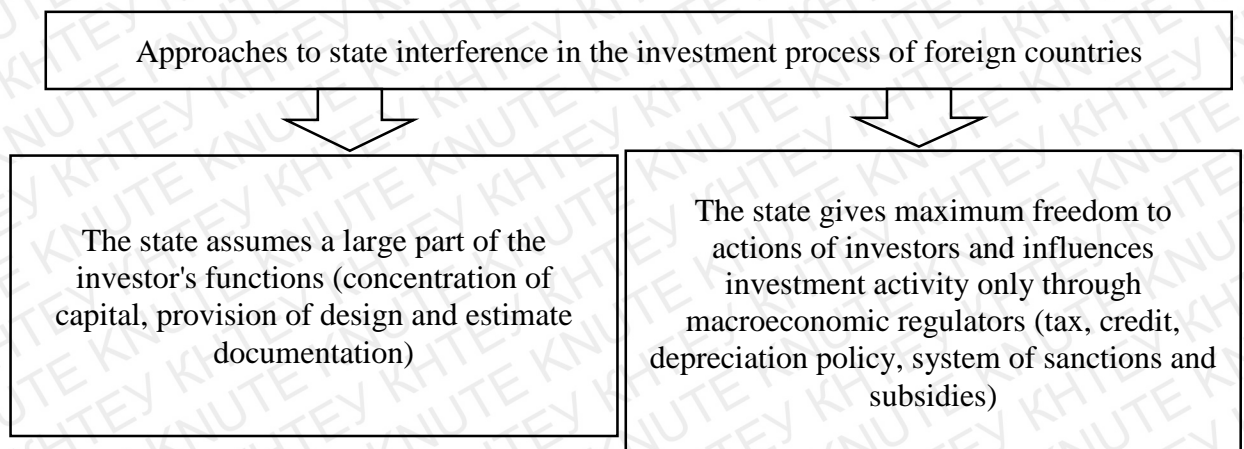 Approaches to state interference in the investment process of foreign countries
The state assumes a large part of the
investor's functions (concentration of
capital, provision of design and estimate
documentation)
The state gives maximum freedom to
actions of investors and influences
investment activity only through
macroeconomic regulators (tax, credit,
depreciation policy, system of sanctions and
subsidies)